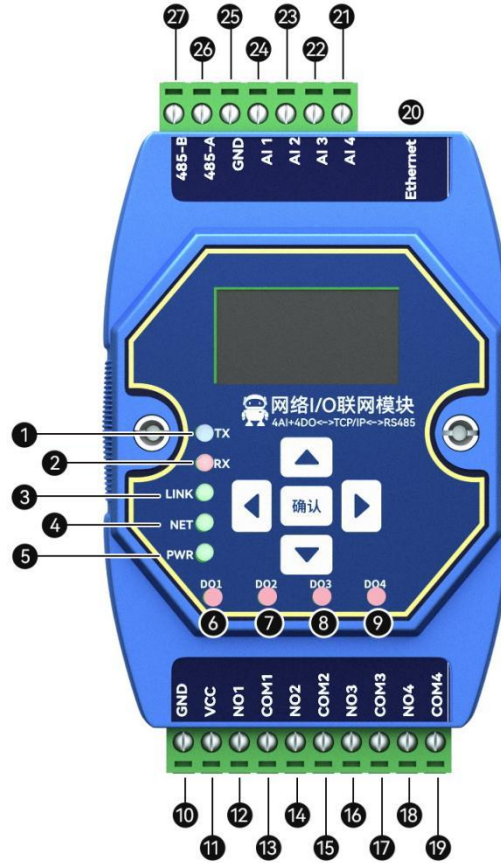 27 26 25 24 23 22 21
20
485-B
485-A
GND
AI 1
AI 2
AI 3
AI 4
Ethernet
网络I/O联网模块
4AI+4DO<->TCP/IP<->RS485
1 TX
2 RX
3 LINK
4 NET
5 PWR
确认
DO1 DO2 DO3 DO4
6 7 8 9
GND
VCC
NO1
COM1
NO2
COM2
NO3
COM3
NO4
COM4
10 11 12 13 14 15 16 17 18 19